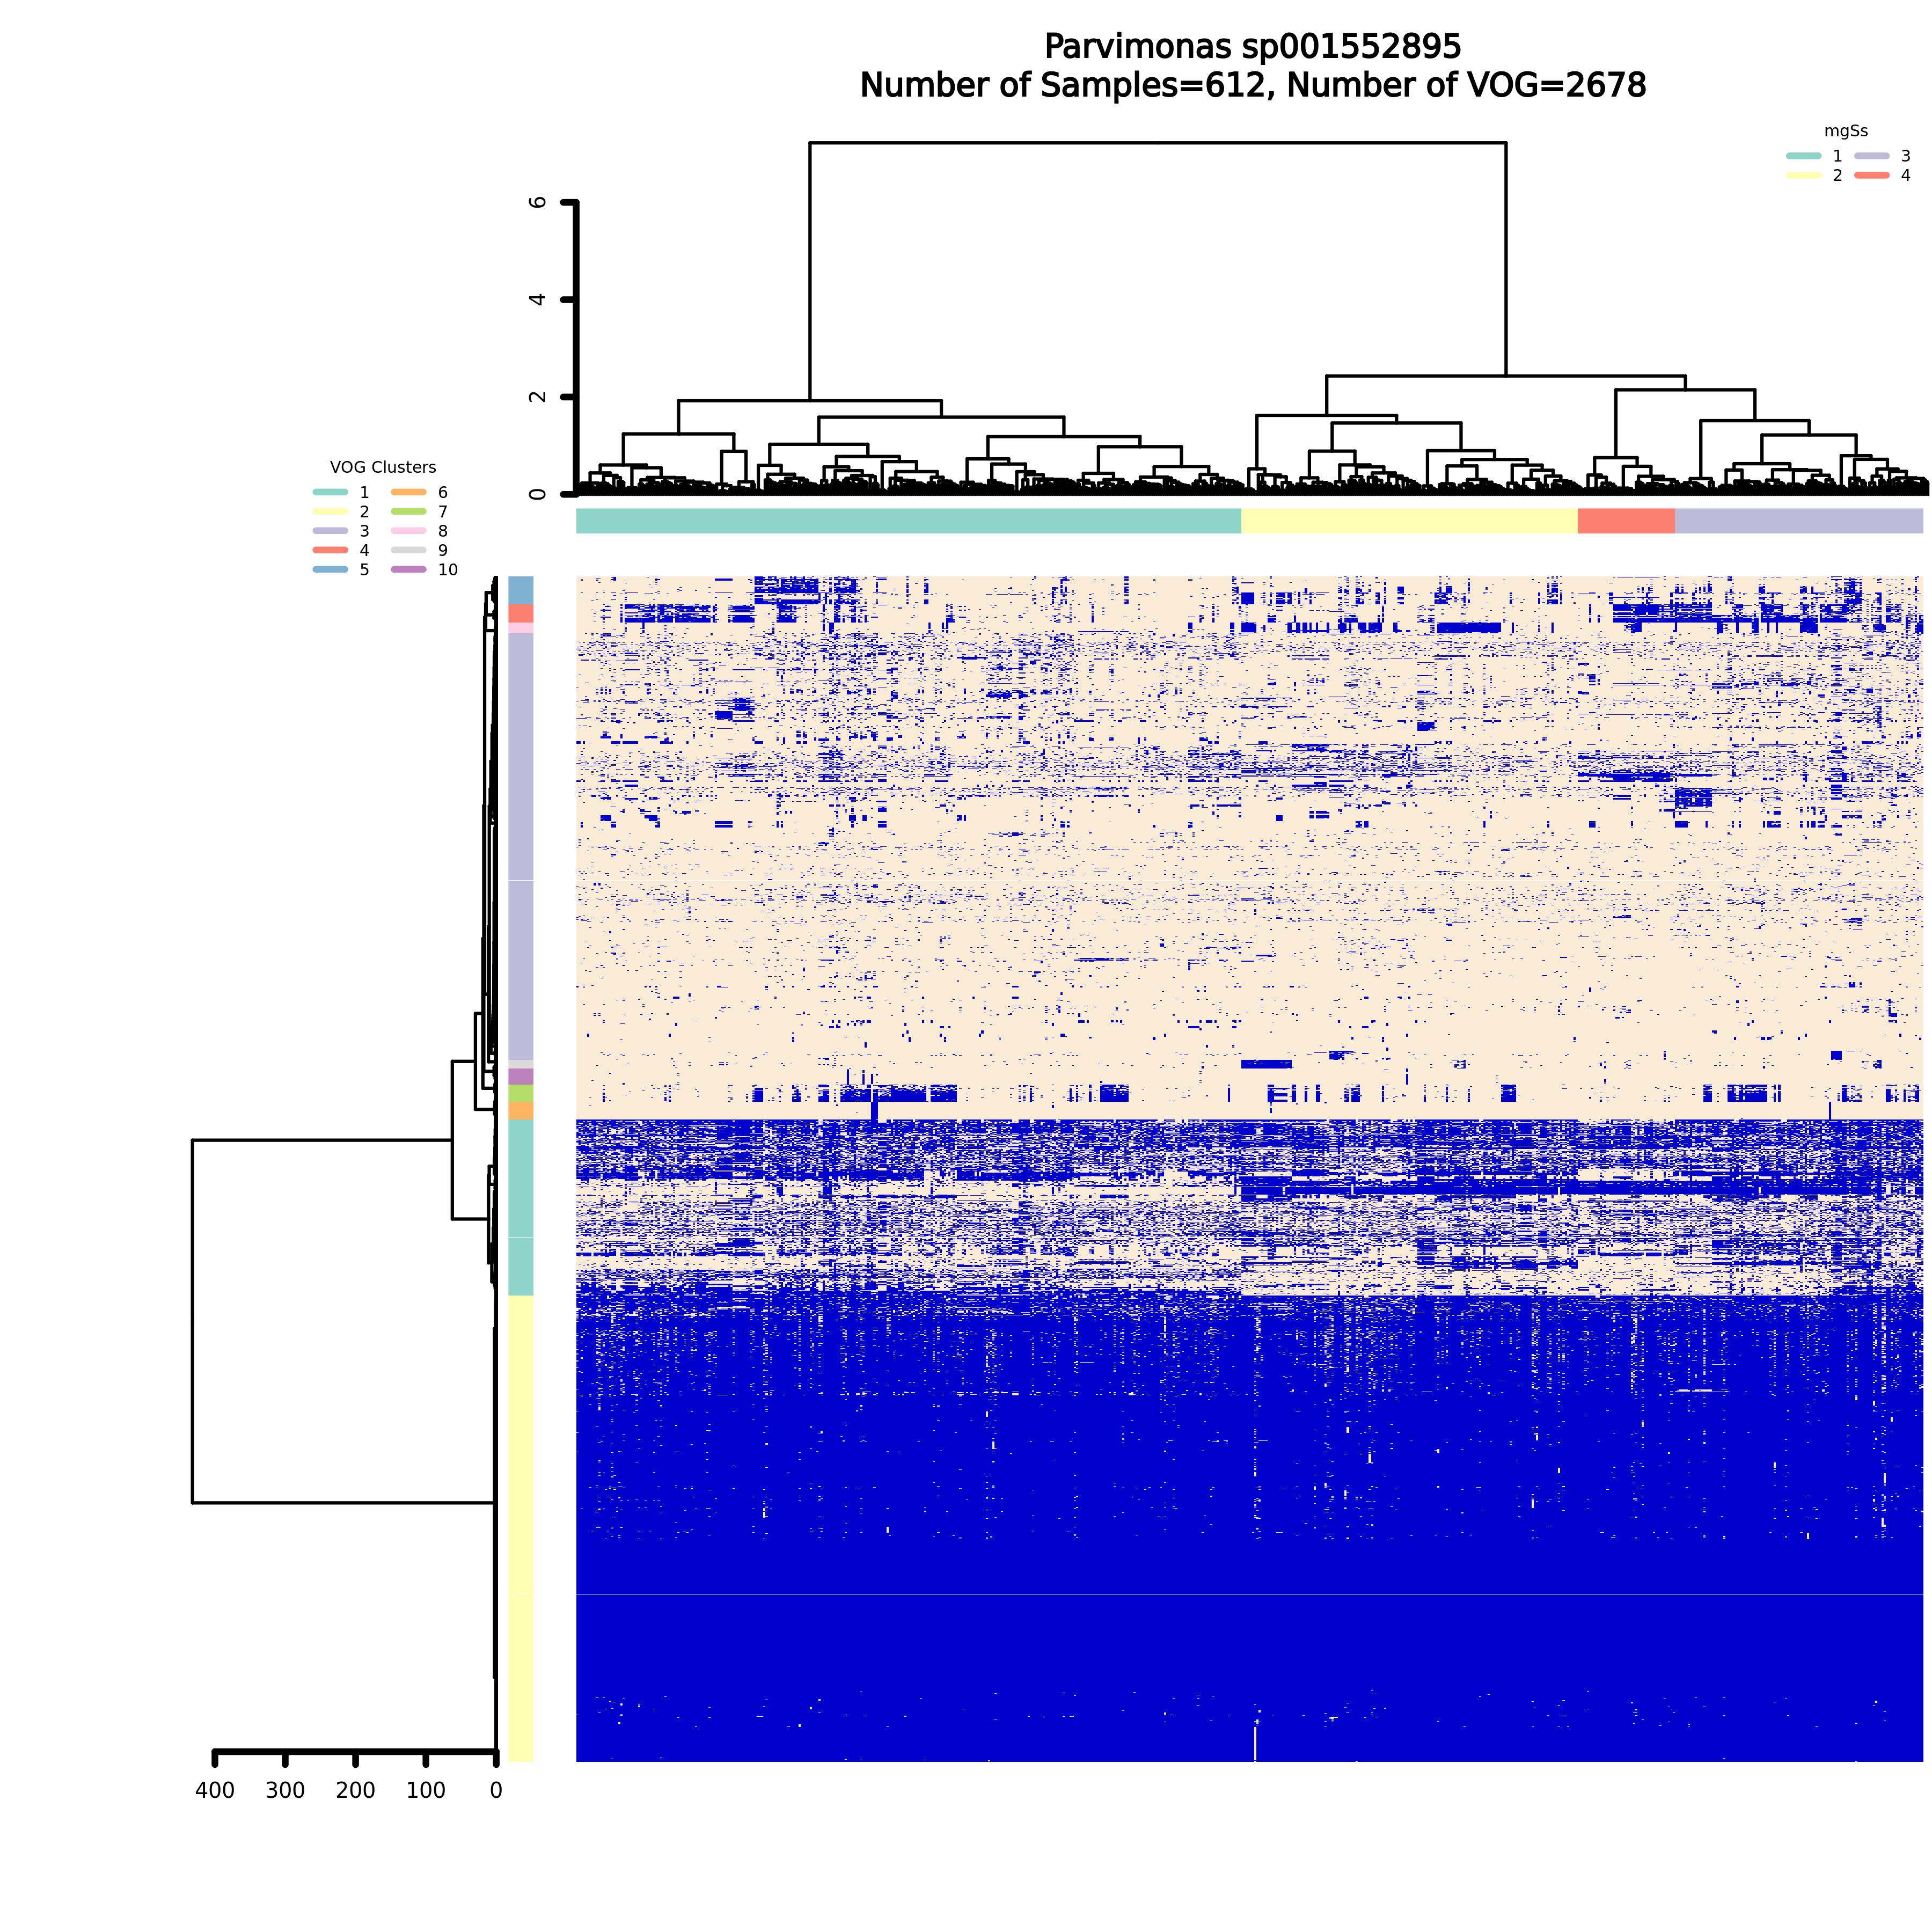 Parvimonas sp001552895
Number of Samples=612, Number of VOG=2678
mgSs
1 3
2 4
6
4
2
0
VOG Clusters
1 6
2 7
3 8
4 9
5 10
400 300 200 100 0